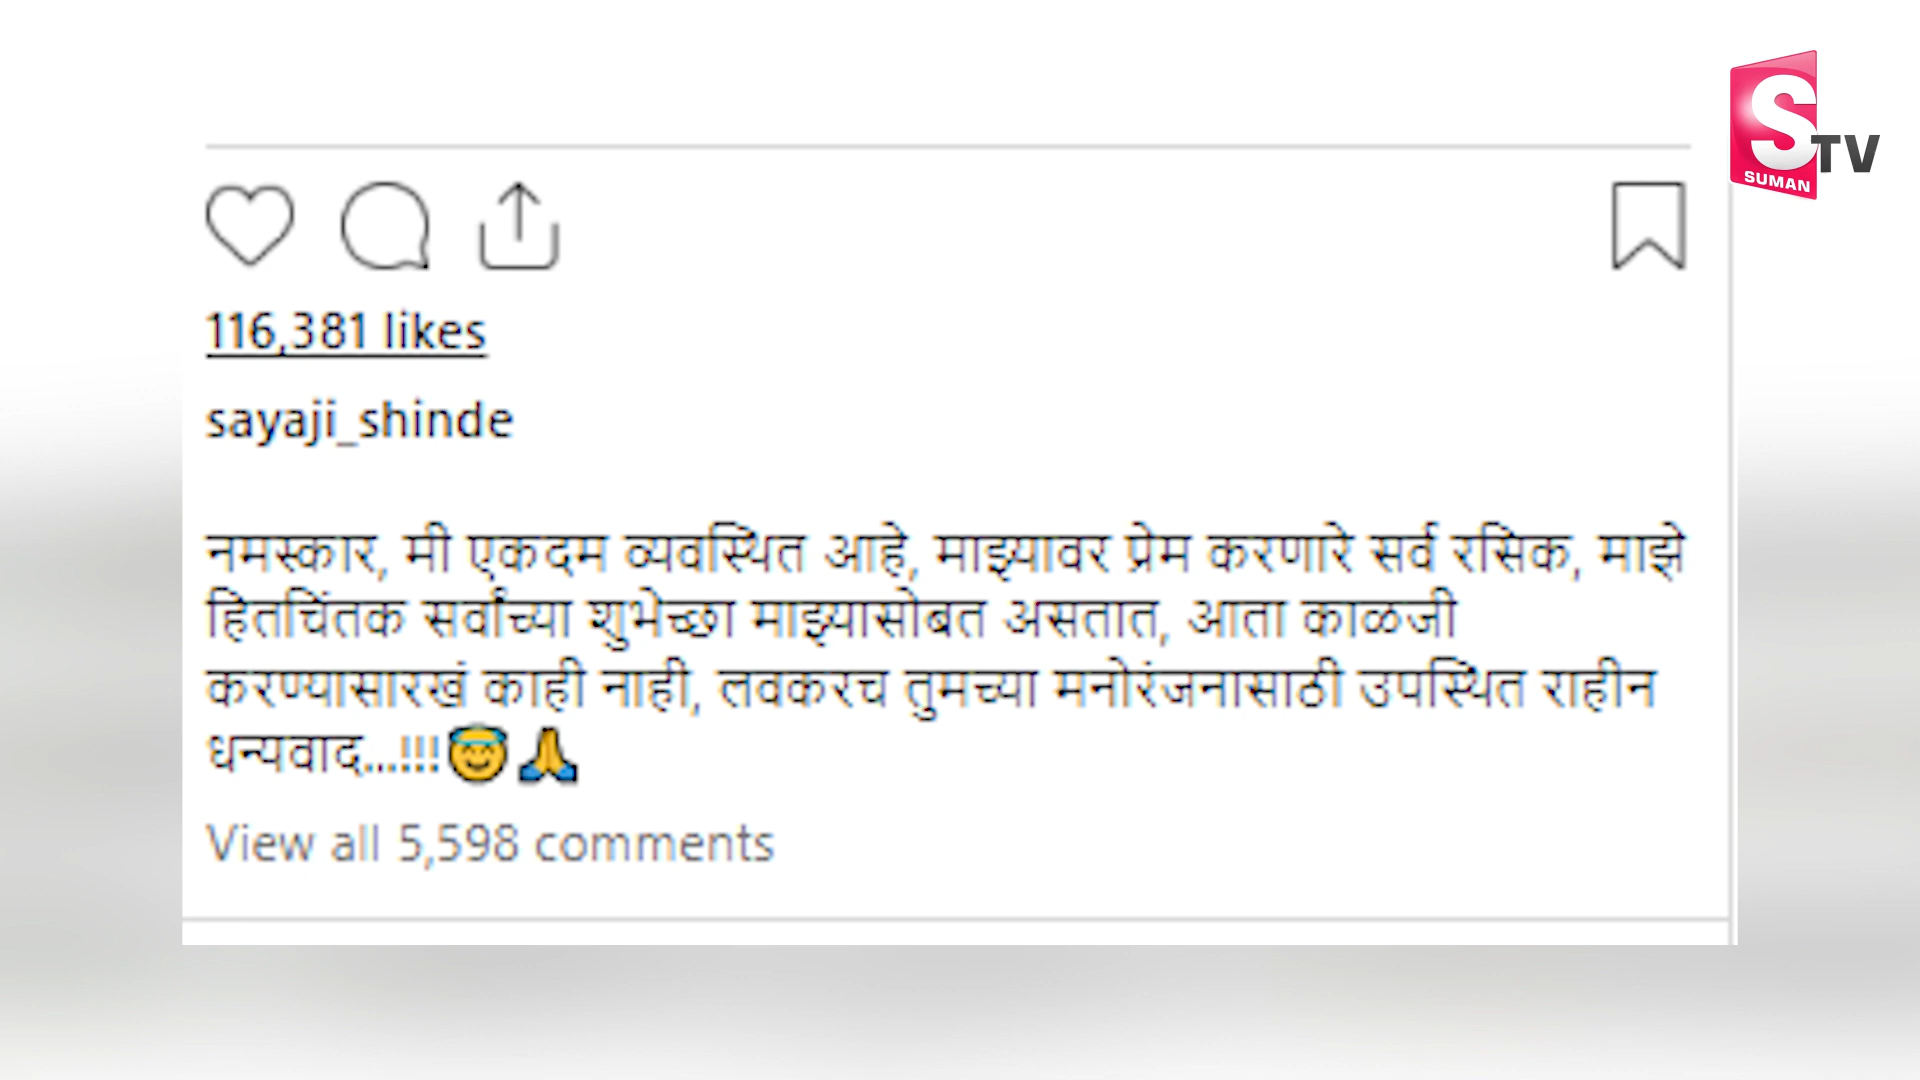 S
TV
SUMAN
116,381 likes
sayaji_shinde
नमस्कार, मी एकदम व्यवस्थित आहे, माझ्यावर प्रेम करणारे सर्व रसिक, माझे
हितचिंतक सर्वांच्या शुभेच्छा माझ्यासोबत असतात, आता काळजी
करण्यासारखं काही नाही, लवकरच तुमच्या मनोरंजनासाठी उपस्थित राहीन
धन्यवाद...!!!😇🙏
View all 5,598 comments